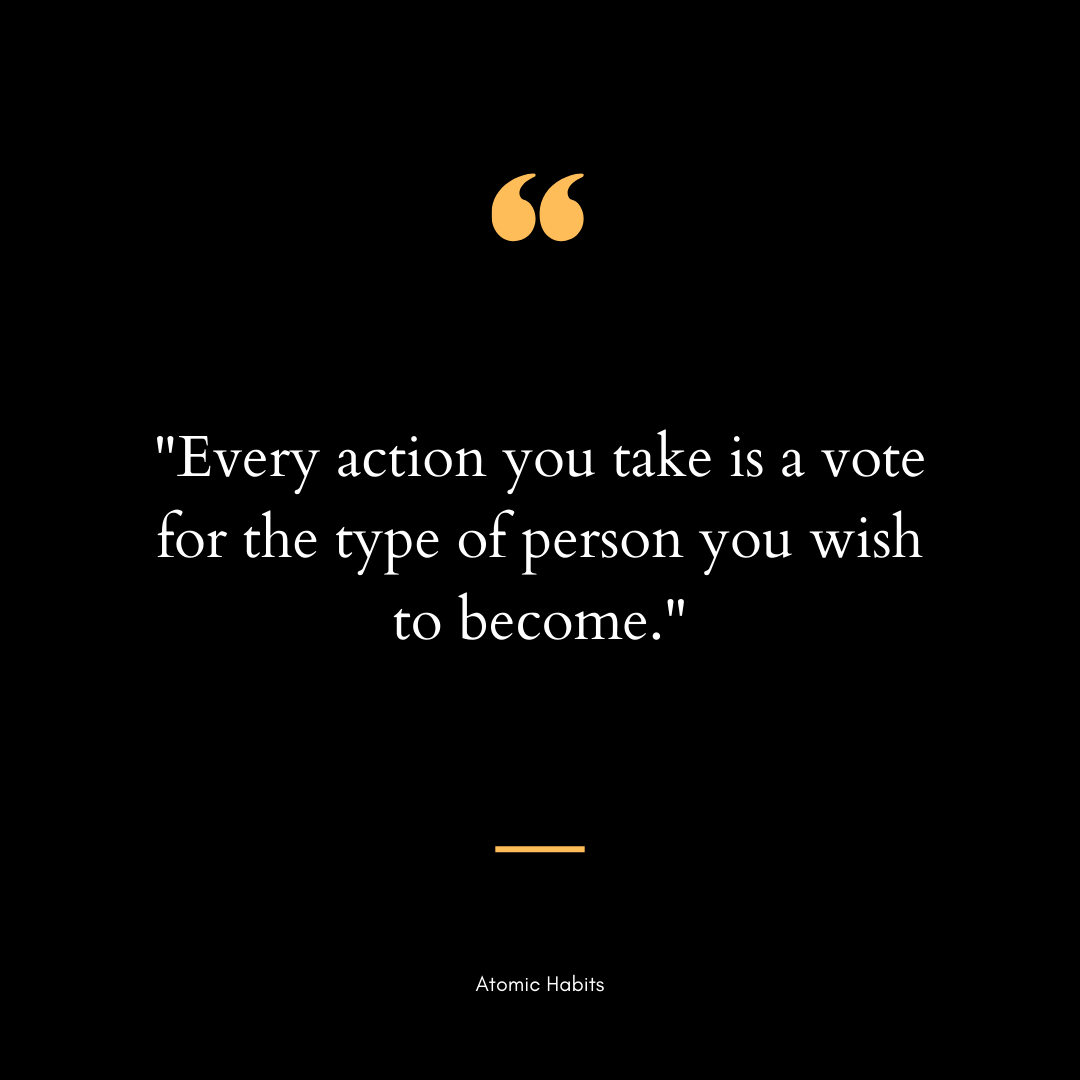 “
"Every action you take is a vote
for the type of person you wish
to become."
Atomic Habits